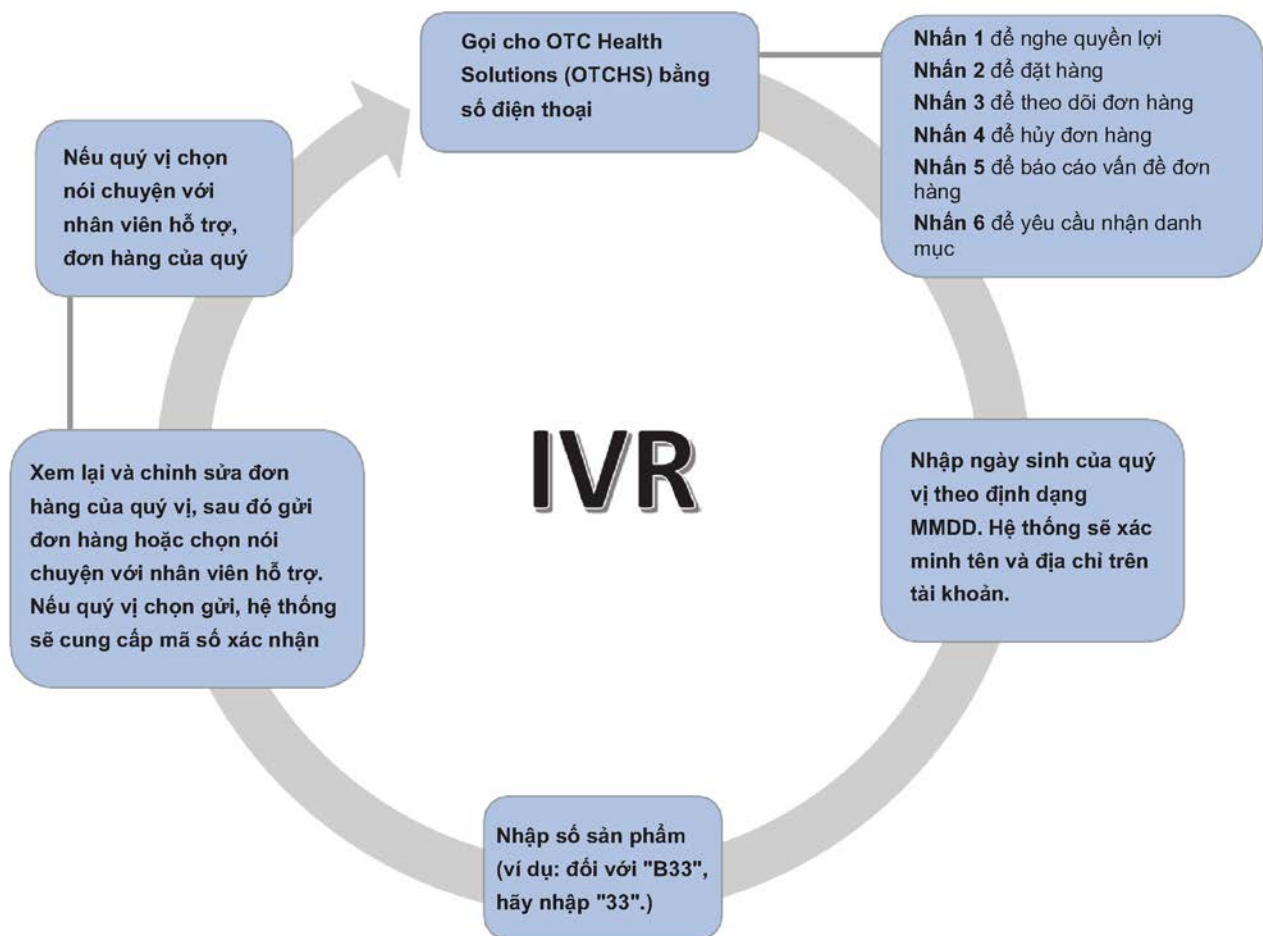 Gọi cho OTC Health
Solutions (OTCHS) bằng
số điện thoại
Nhấn 1 để nghe quyền lợi
Nhấn 2 để đặt hàng
Nhấn 3 để theo dõi đơn hàng
Nhấn 4 để hủy đơn hàng
Nhấn 5 để báo cáo vấn đề đơn
hàng
Nhấn 6 để yêu cầu nhận danh
mục
Nhập ngày sinh của quý
vị theo định dạng
MMDD. Hệ thống sẽ xác
minh tên và địa chỉ trên
tài khoản.
Nhập số sản phẩm
(ví dụ: đối với "B33",
hãy nhập "33".)
Xem lại và chỉnh sửa đơn
hàng của quý vị, sau đó gửi
đơn hàng hoặc chọn nói
chuyện với nhân viên hỗ trợ.
Nếu quý vị chọn gửi, hệ thống
sẽ cung cấp mã số xác nhận
Nếu quý vị chọn
nói chuyện với
nhân viên hỗ trợ,
đơn hàng của quý
IVR